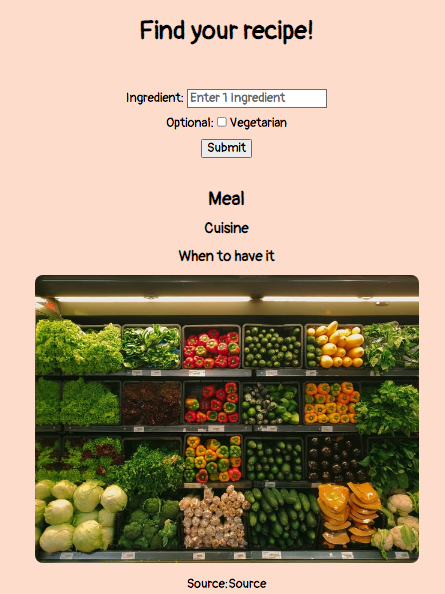 Find your recipe!
Ingredient: Enter 1 Ingredient
Optional: Vegetarian
Submit
Meal
Cuisine
When to have it
Source:Source